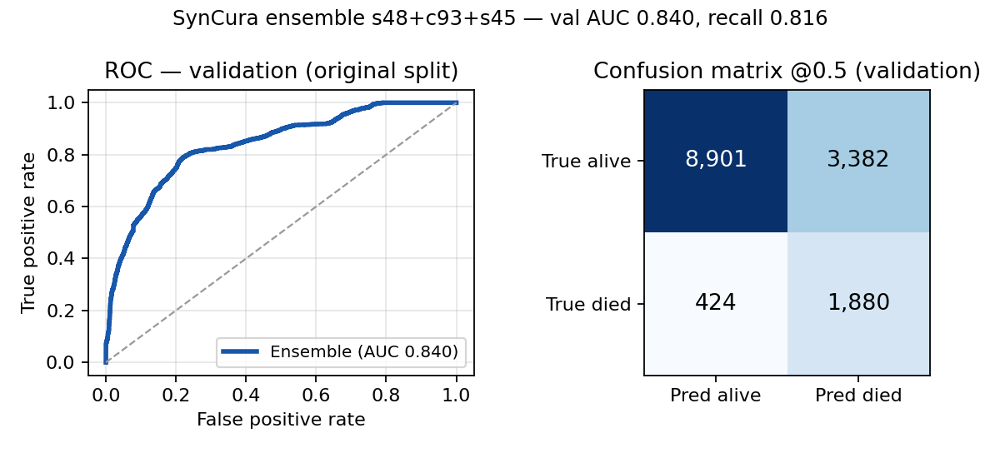 SynCura ensemble s48+c93+s45 — val AUC 0.840, recall 0.816
ROC — validation (original split)
True positive rate
1.0
0.8
0.6
0.4
0.2
0.0
Ensemble (AUC 0.840)
0.0 0.2 0.4 0.6 0.8 1.0
False positive rate
Confusion matrix @0.5 (validation)
True alive 8,901 3,382
True died 424 1,880
Pred alive Pred died